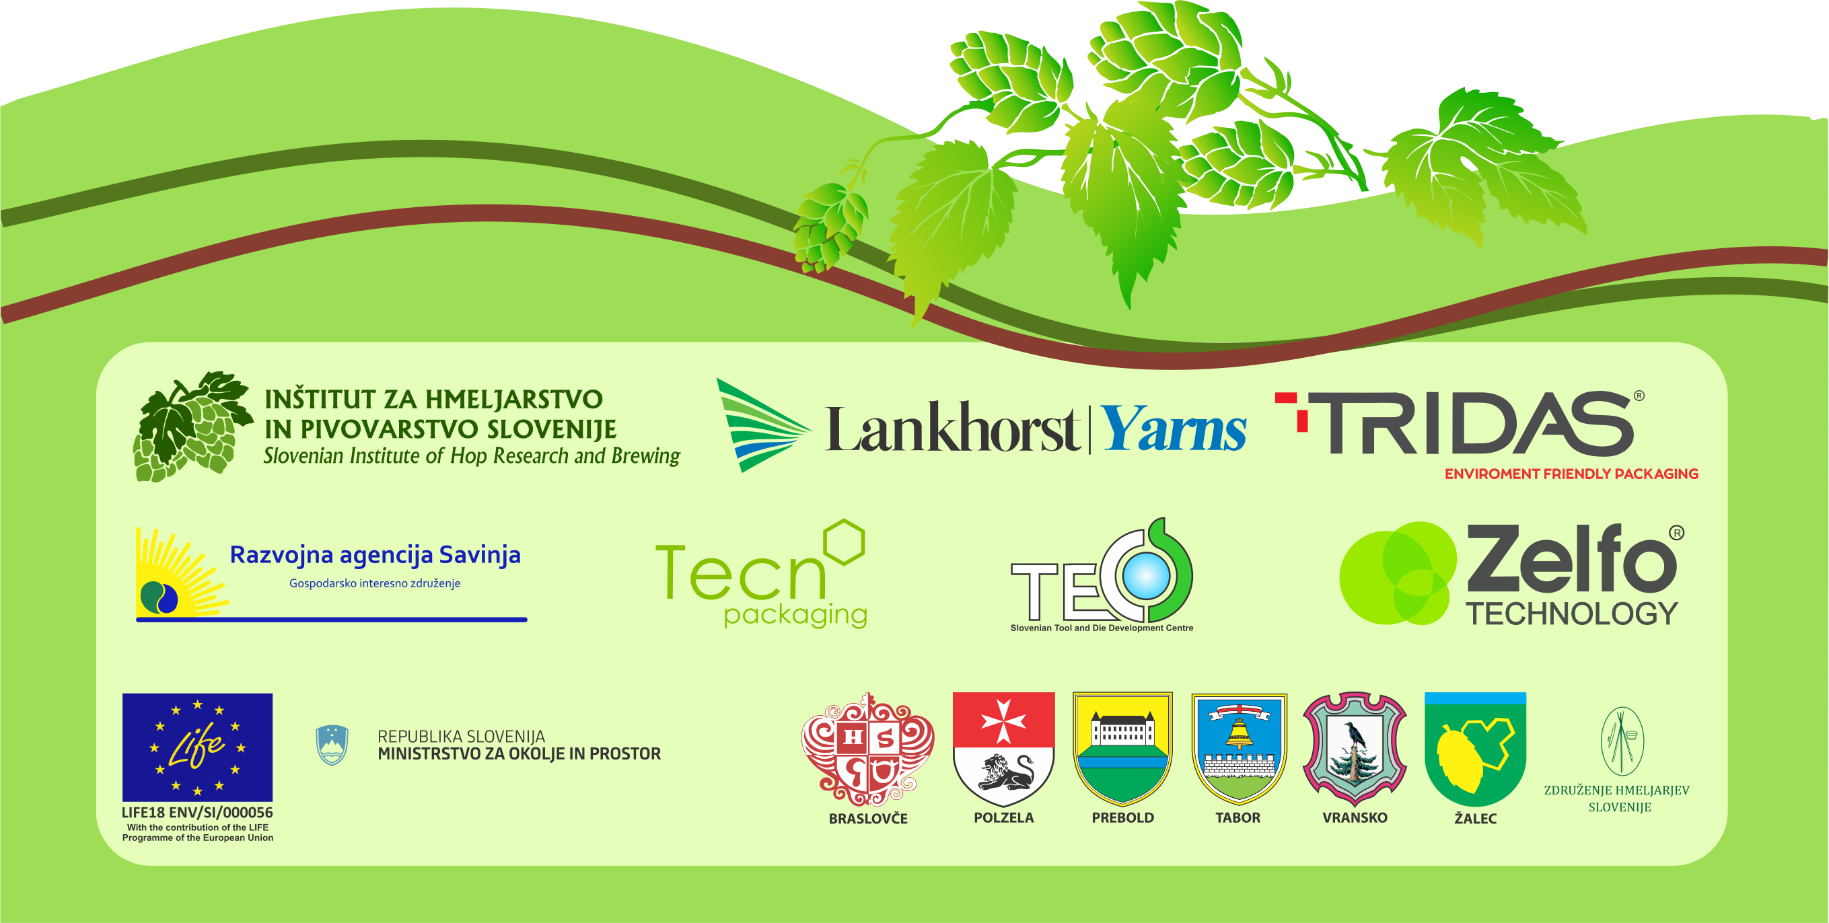 INŠTITUT ZA HMELJARSTVO
IN PIVOVARSTVO SLOVENIJE
Slovenian Institute of Hop Research and Brewing
Lankhorst|Yarns
TRIDAS®
ENVIROMENT FRIENDLY PACKAGING
Razvojna agencija Savinja
Gospodarsko interesno združenje
Tecn
packaging
TECOS
Slovenian Tool and Die Development Centre
Zelfo®
TECHNOLOGY
Life
LIFE18 ENV/SI/000056
With the contribution of the LIFE
Programme of the European Union
REPUBLIKA SLOVENIJA
MINISTRSTVO ZA OKOLJE IN PROSTOR
H S
G U
BRASLOVČE
POLZELA
PREBOLD
TABOR
VRANSKO
ŽALEC
ZDRUŽENJE HMELJARJEV
SLOVENIJE